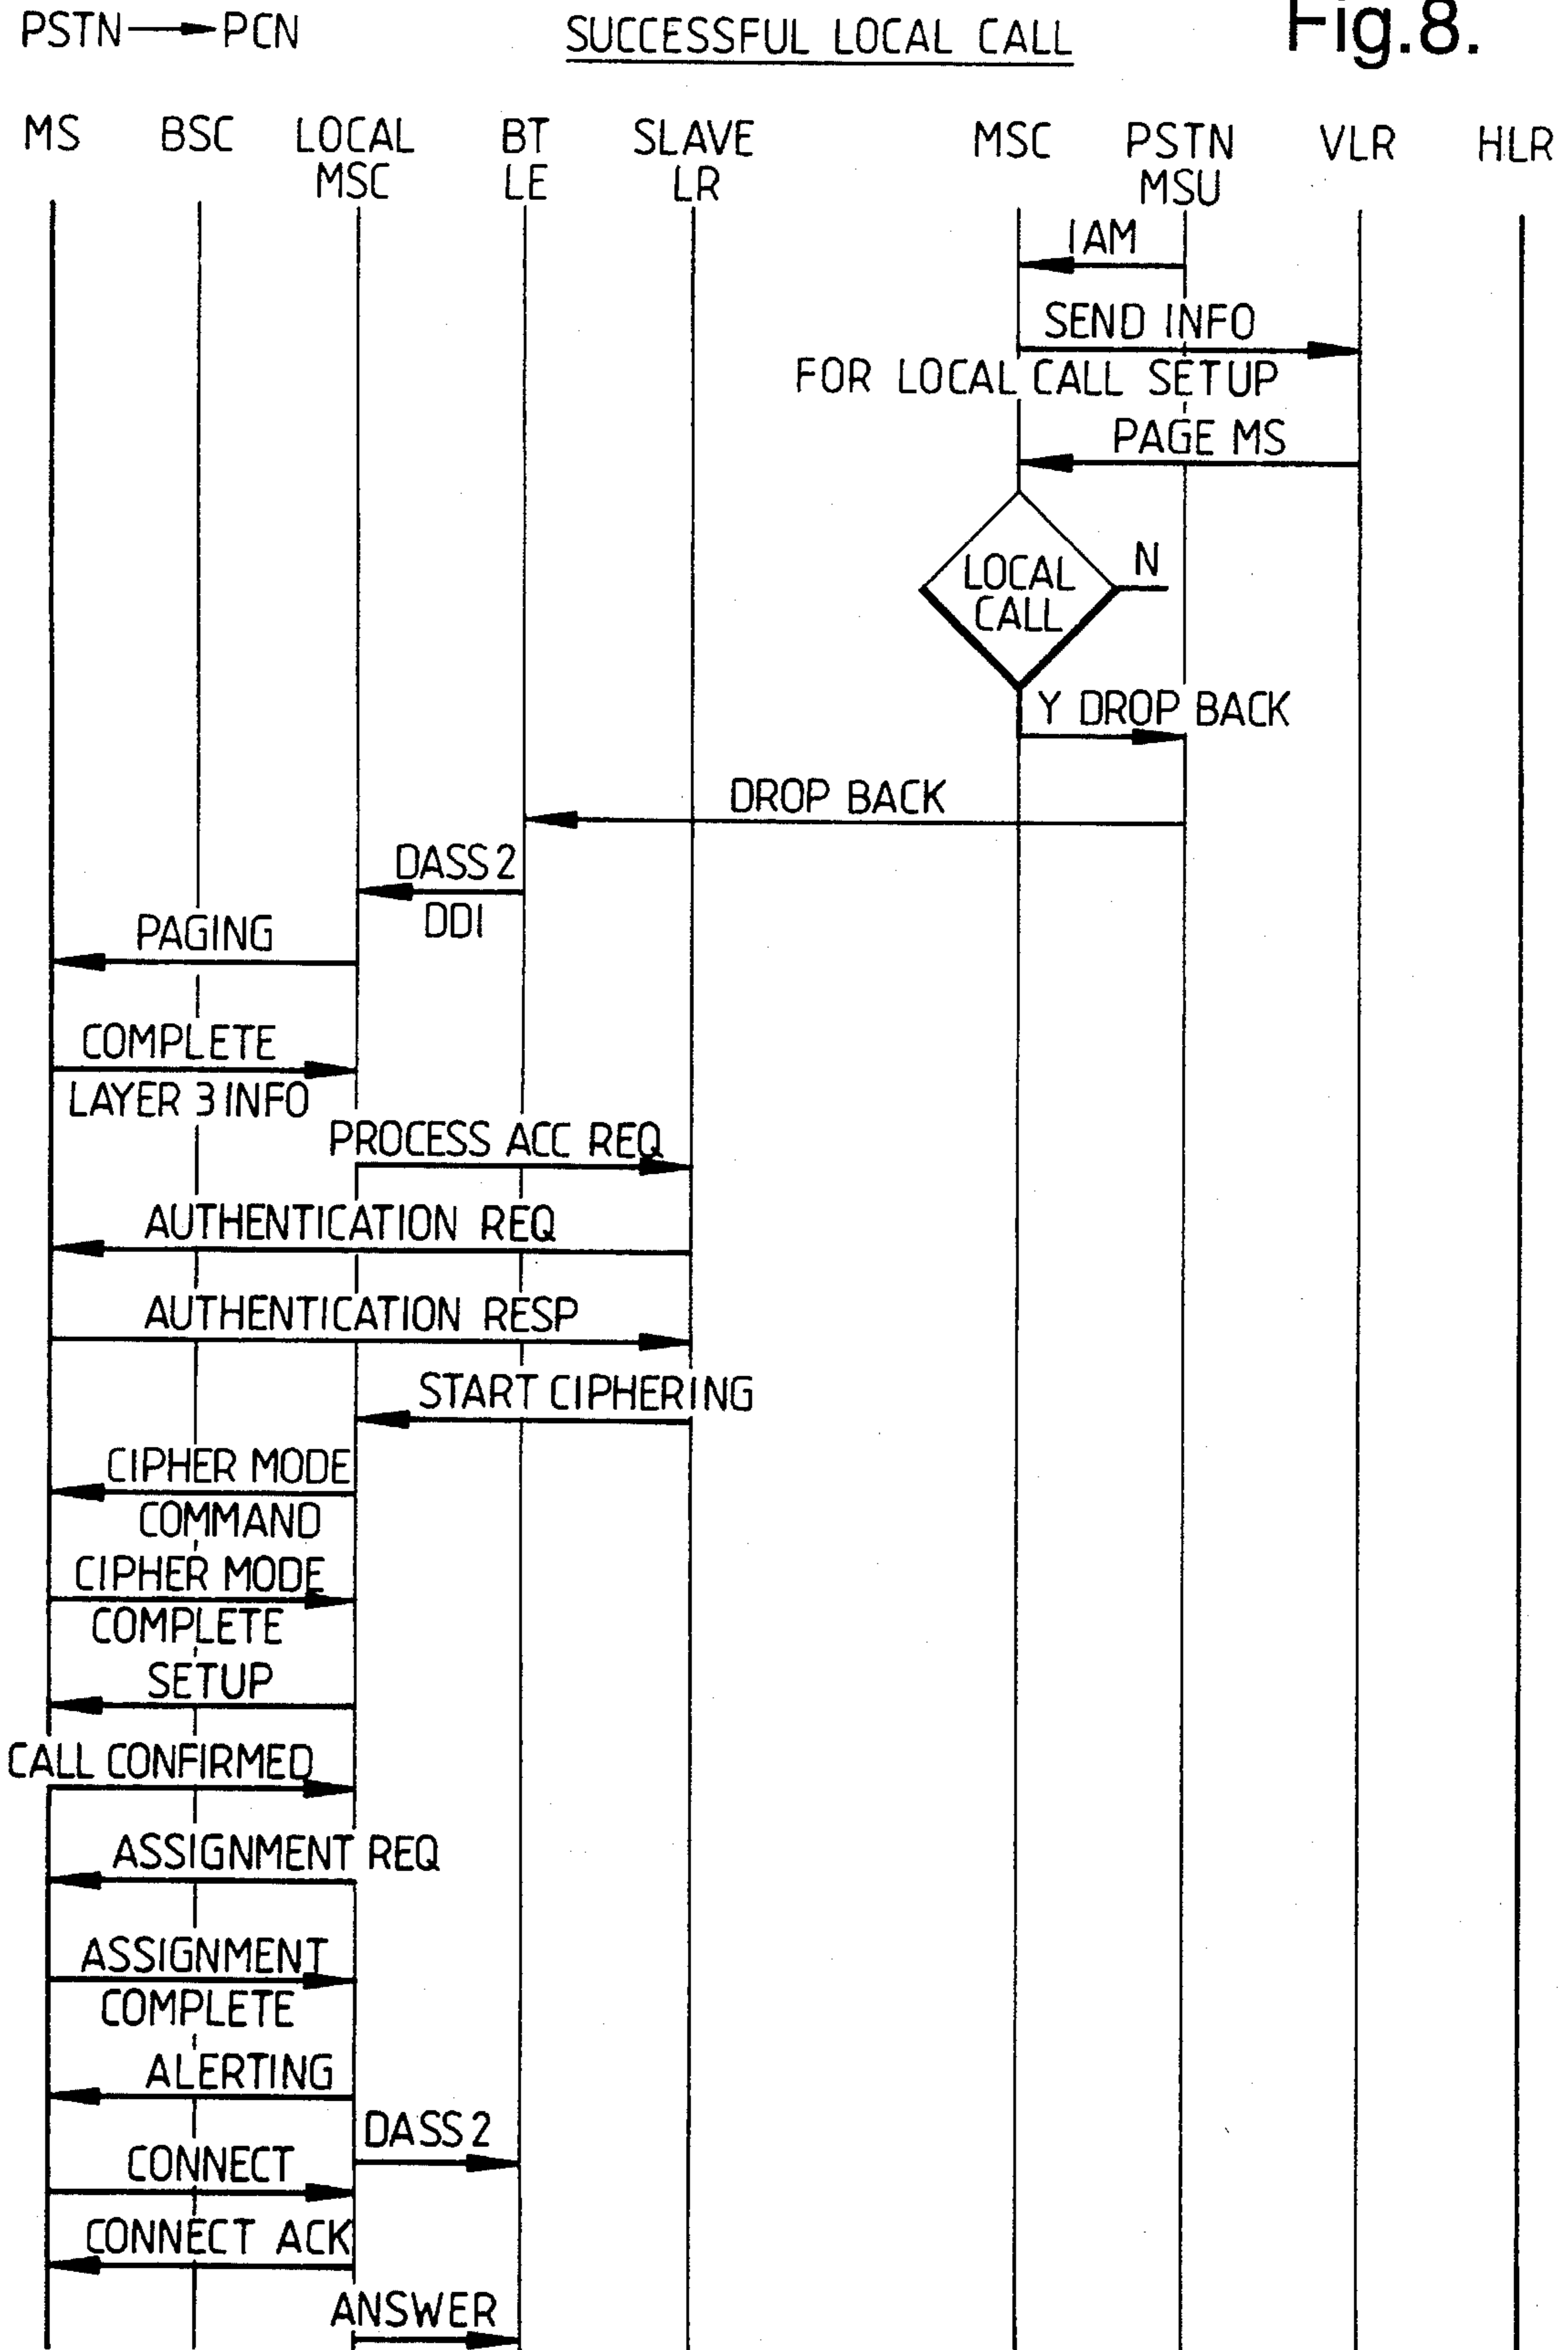 PSTN → PCN
SUCCESSFUL LOCAL CALL
Fig.8.
MS
BSC
LOCAL
MSC
BT
LE
SLAVE
LR
MSC
PSTN
MSU
VLR
HLR
IAM
SEND INFO
FOR LOCAL CALL SETUP
PAGE MS
LOCAL
CALL
N
Y DROP BACK
DROP BACK
DASS 2
DDI
PAGING
COMPLETE
LAYER 3 INFO
PROCESS ACC REQ
AUTHENTICATION REQ
AUTHENTICATION RESP
START CIPHERING
CIPHER MODE
COMMAND
CIPHER MODE
COMPLETE
SETUP
CALL CONFIRMED
ASSIGNMENT REQ
ASSIGNMENT
COMPLETE
ALERTING
DASS 2
CONNECT
CONNECT ACK
ANSWER